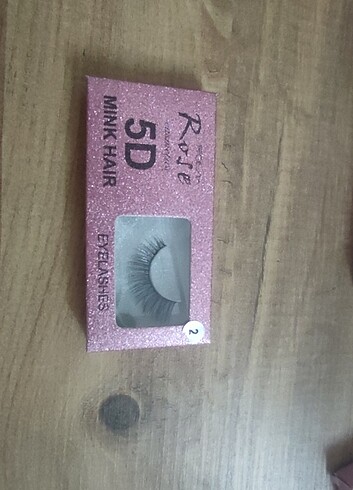 Rose
5D
MINK HAIR
EYELASHES
2